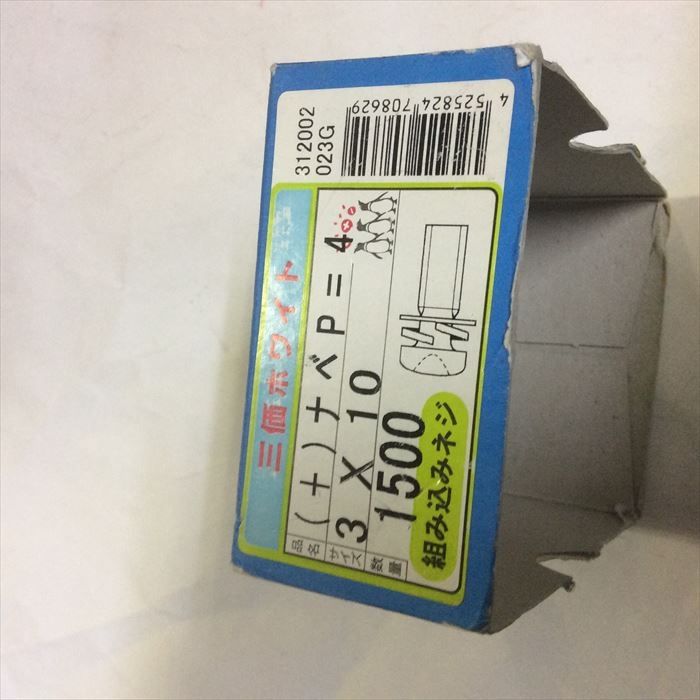 三価ホワイト
品名 (+)ナベP=4
サイズ 3 X 10
数量 1500
組み込みネジ
312002
023G
4 525824 708629